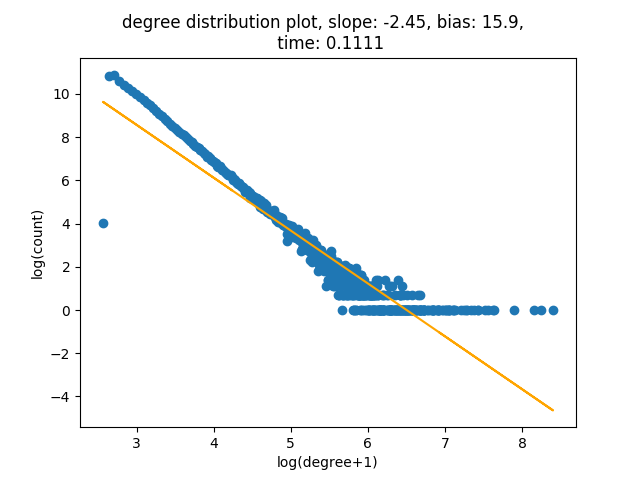 degree distribution plot, slope: -2.45, bias: 15.9,
time: 0.1111
log(count)
10
8
6
4
2
0
−2
−4
3 4 5 6 7 8
log(degree+1)